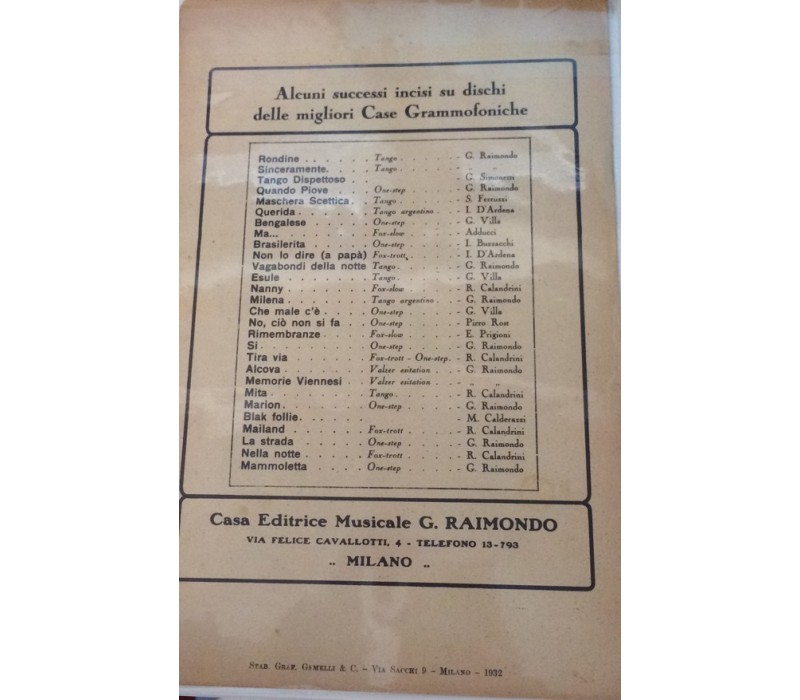 Alcuni successi incisi su dischi
delle migliori Case Grammofoniche
Rondine . . . . . . Tango . . . . . . - G. Raimondo
Sinceramente. . . . Tango . . . . . . - „ „
Tango Dispettoso . . - G. Simonetti
Quando Piove . . . One-step . . . . . - G. Raimondo
Maschera Scettica . . Tango . . . . . . - S. Ferruzzi
Querida . . . . . . Tango argentino . . . - I. D'Ardena
Bengalese . . . . . One-step . . . . . - G. Villa
Ma... . . . . . . . Fox-slow . . . . . - Adducci
Brasilerita . . . . . One-step . . . . . - I. Buzzacchi
Non lo dire (a papà) Fox-trott . . . . . - I. D'Ardena
Vagabondi della notte Tango . . . . . . - G. Raimondo
Esule . . . . . . . Tango . . . . . . - G. Villa
Nanny . . . . . . . Fox-slow . . . . . - R. Calandrini
Milena . . . . . . Tango argentino . . . - G. Raimondo
Che male c'è . . . . One-step . . . . . - G. Villa
No, ciò non si fa . . One-step . . . . . - Piero Rost
Rimembranze . . . . Fox-slow . . . . . - E. Prigioni
Si . . . . . . . . One-step . . . . . - G. Raimondo
Tira via . . . . . . Fox-trott - One-step. - R. Calandrini
Alcova . . . . . . . Valzer esitation . . . - G. Raimondo
Memorie Viennesi . . Valzer esitation . . . - „ „
Mita . . . . . . . Tango . . . . . . - R. Calandrini
Marion . . . . . . . One-step . . . . . - G. Raimondo
Blak follie. . . . . . - M. Calderazzi
Mailand . . . . . . Fox-trott . . . . . - R. Calandrini
La strada . . . . . One-step . . . . . - G. Raimondo
Nella notte . . . . . Fox-trott . . . . . - R. Calandrini
Mammoletta . . . . One-step . . . . . - G. Raimondo
Casa Editrice Musicale G. RAIMONDO
VIA FELICE CAVALLOTTI, 4 - TELEFONO 13-793
.. MILANO ..
Stab. Graf. Gemelli & C. - Via Sacchi 9 - Milano - 1932